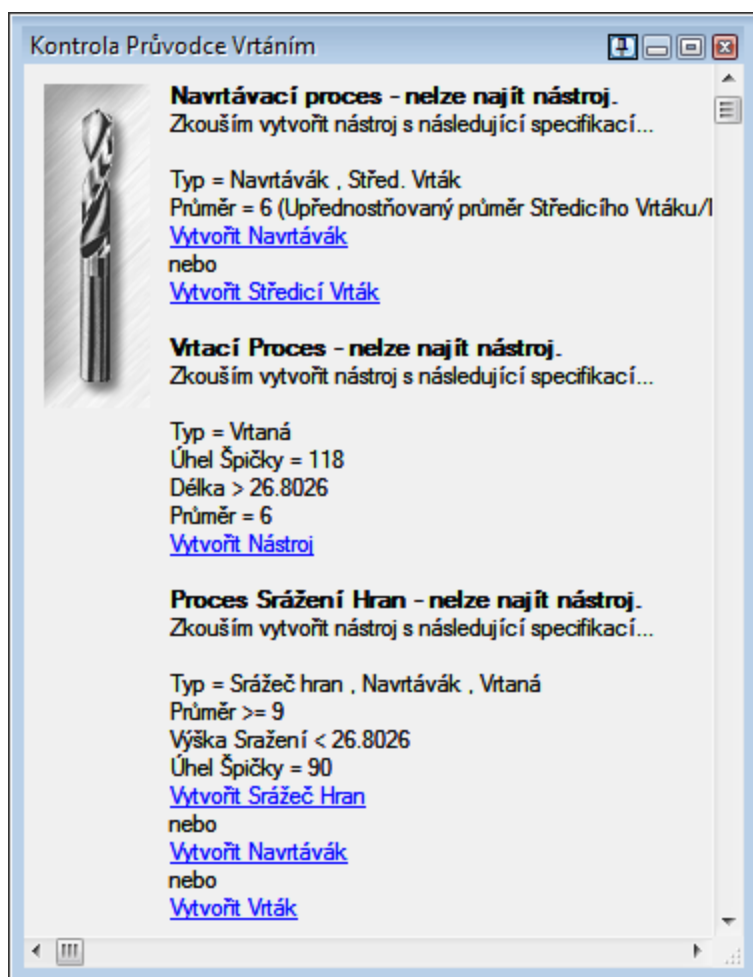 Kontrola Průvodce Vrtáním
Navrtávací proces - nelze najít nástroj.
Zkouším vytvořit nástroj s následující specifikací...
Typ = Navrtávák , Střed. Vrták
Průměr = 6 (Upřednostňovaný průměr Středicího Vrtáku/
Vytvořit Navrtávák
nebo
Vytvořit Středicí Vrták
Vrtací Proces - nelze najít nástroj.
Zkouším vytvořit nástroj s následující specifikací...
Typ = Vrtaná
Úhel Špičky = 118
Délka > 26.8026
Průměr = 6
Vytvořit Nástroj
Proces Srážení Hran - nelze najít nástroj.
Zkouším vytvořit nástroj s následující specifikací...
Typ = Srážeč hran , Navrtávák , Vrtaná
Průměr >= 9
Výška Sražení < 26.8026
Úhel Špičky = 90
Vytvořit Srážeč Hran
nebo
Vytvořit Navrtávák
nebo
Vytvořit Vrták